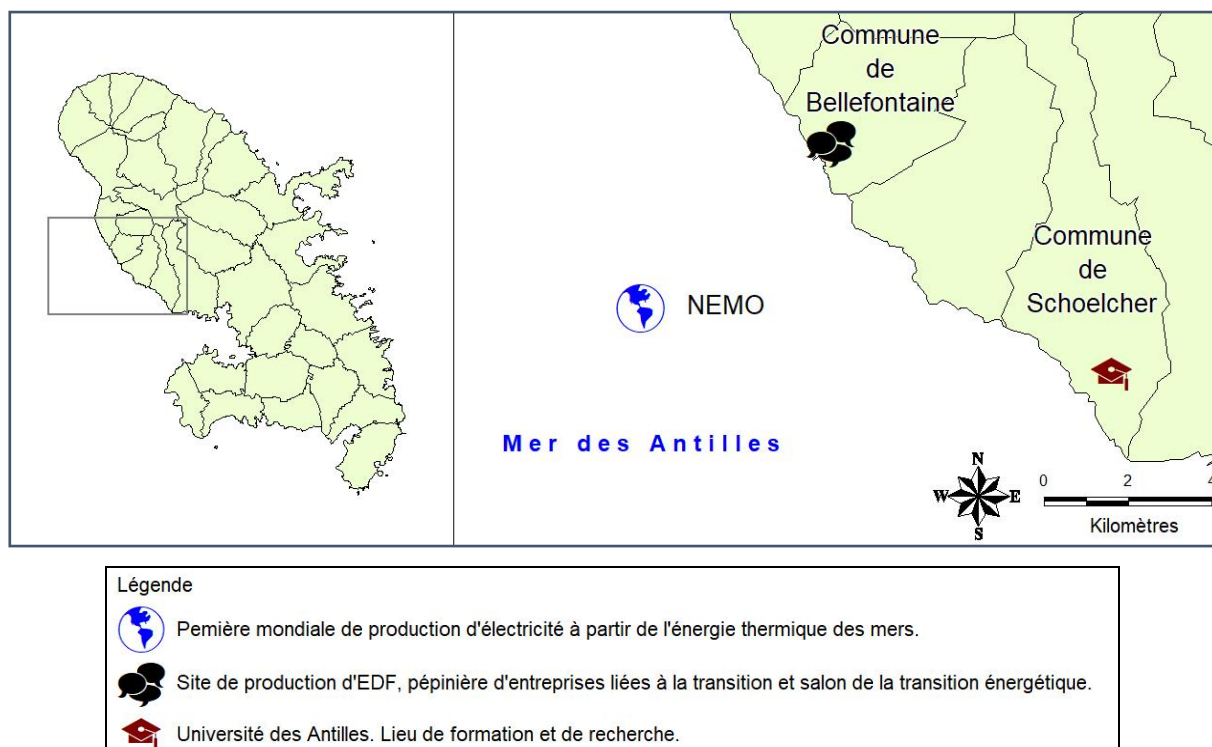 Commune
de
Bellefontaine
Commune
de
Schoelcher
NEMO
Mer des Antilles
N
W E
S
0 2 4
Kilomètres
Légende
Pemière mondiale de production d'électricité à partir de l'énergie thermique des mers.
Site de production d'EDF, pépinière d'entreprises liées à la transition et salon de la transition énergétique.
Université des Antilles. Lieu de formation et de recherche.